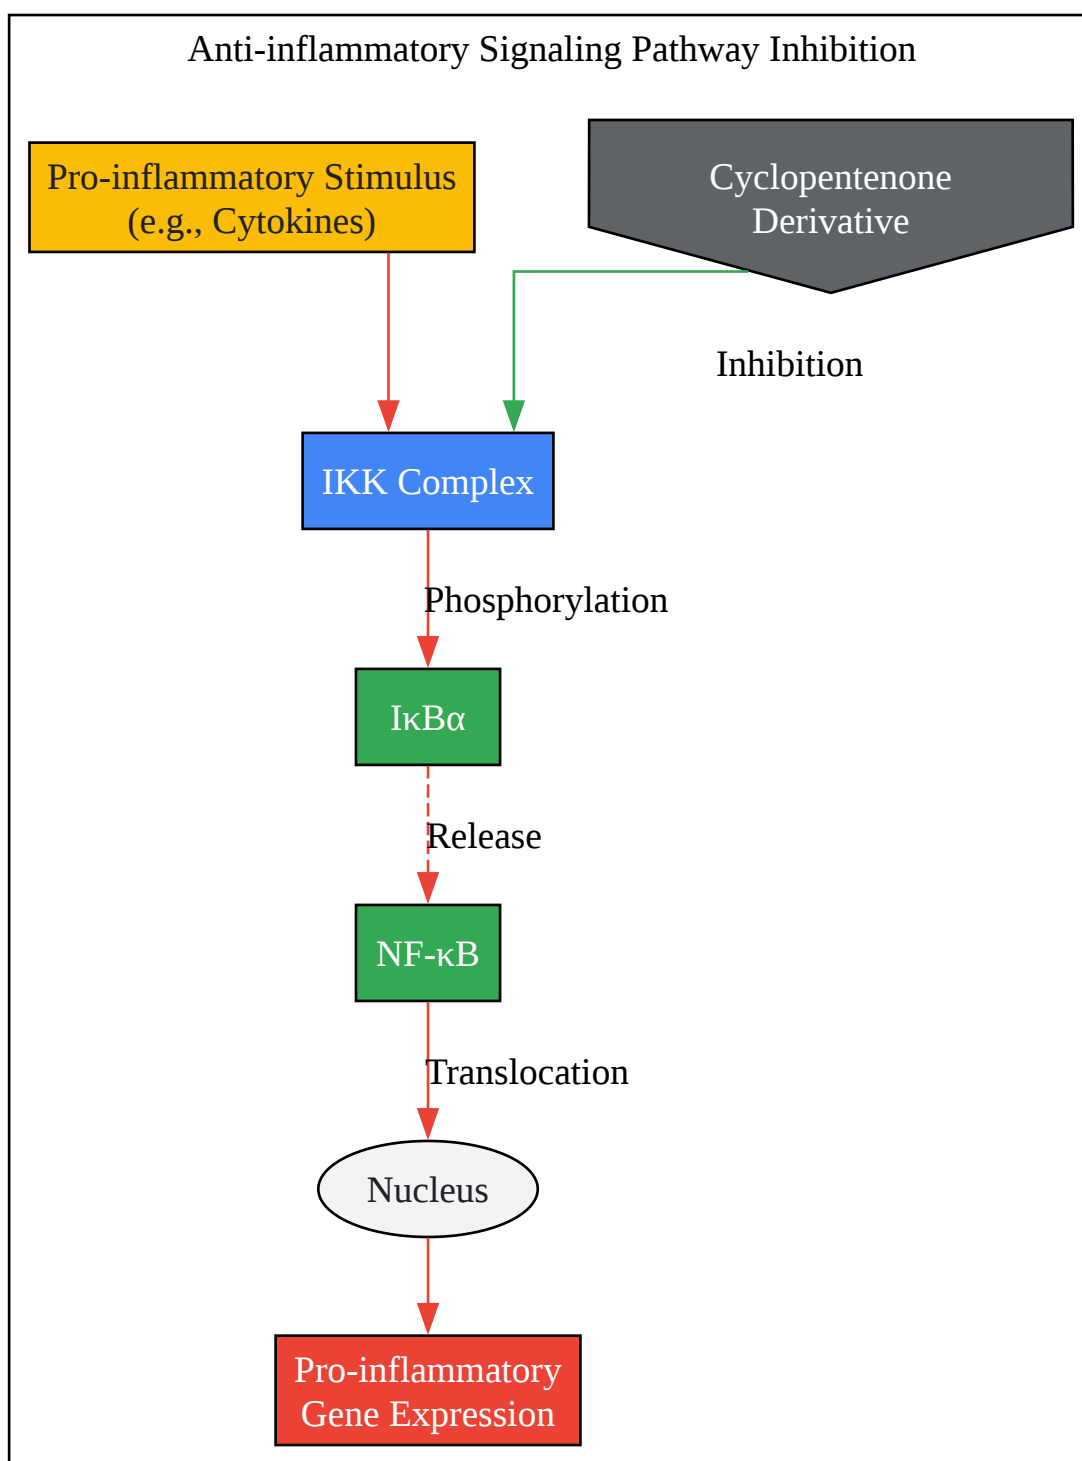 Anti-inflammatory Signaling Pathway Inhibition
Pro-inflammatory Stimulus
(e.g., Cytokines)
Cyclopentenone
Derivative
Inhibition
IKK Complex
Phosphorylation
IκBα
Release
NF-κB
Translocation
Nucleus
Pro-inflammatory
Gene Expression